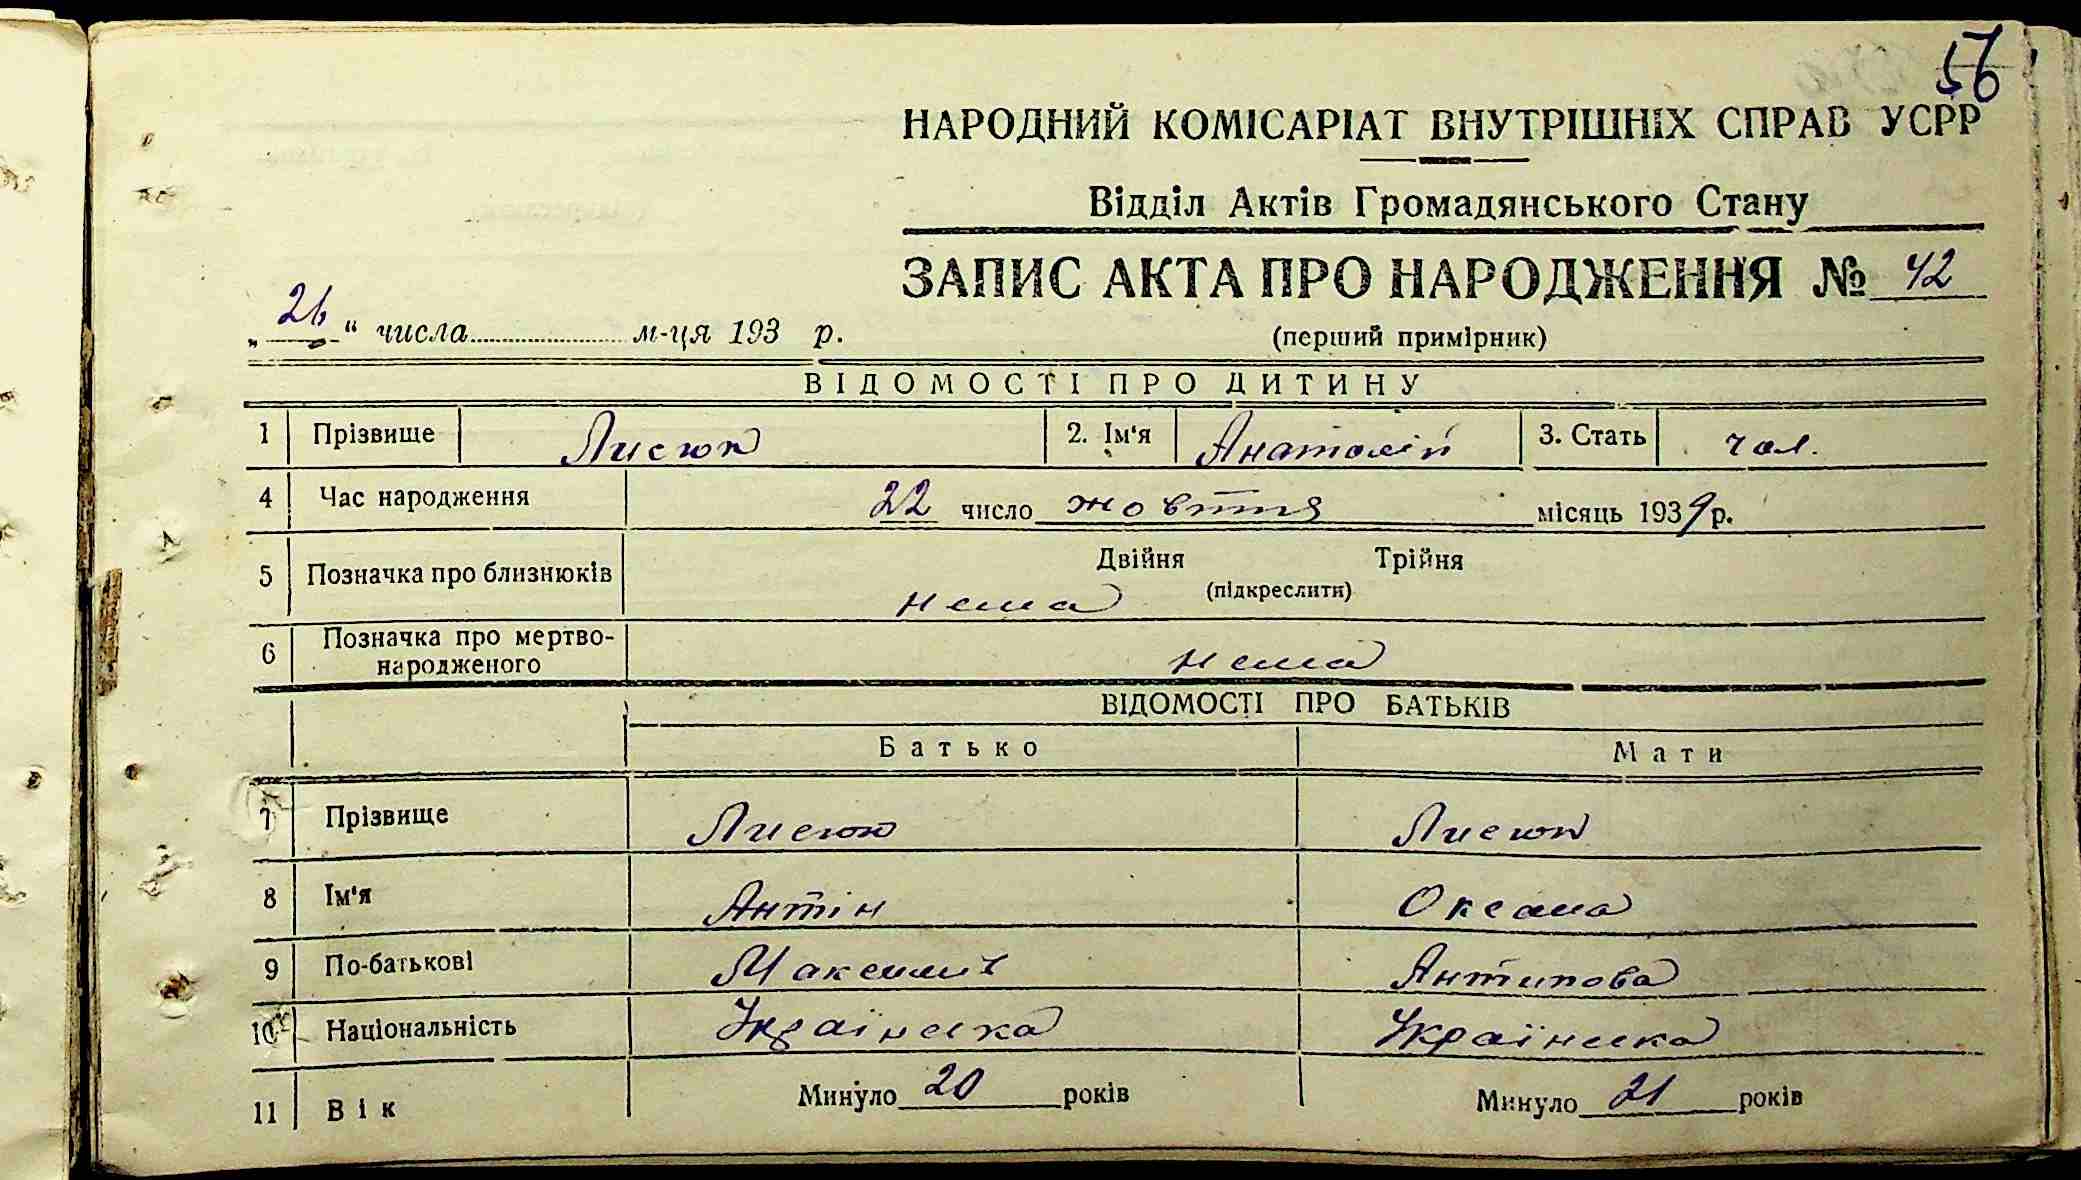 56
НАРОДНИЙ КОМІСАРІАТ ВНУТРІШНІХ СПРАВ УСРР
Відділ Актів Громадянського Стану
ЗАПИС АКТА ПРО НАРОДЖЕННЯ № 42
„26“ числа м-ця 193 р. (перший примірник)
ВІДОМОСТІ ПРО ДИТИНУ
1 Прізвище Лисюк 2. Ім'я Анатолій 3. Стать чол.
4 Час народження 22 число жовття місяць 1939 р.
5 Позначка про близнюків Двійня Трійня
(підкреслити)
нема
6 Позначка про мертво-
народженого нема
ВІДОМОСТІ ПРО БАТЬКІВ
Батько Мати
7 Прізвище Лисюк Лисюк
8 Ім'я Антін Оксана
9 По-батькові Антипова
10 Національність Українська Українська
11 Вік Минуло 20 років Минуло 21 років